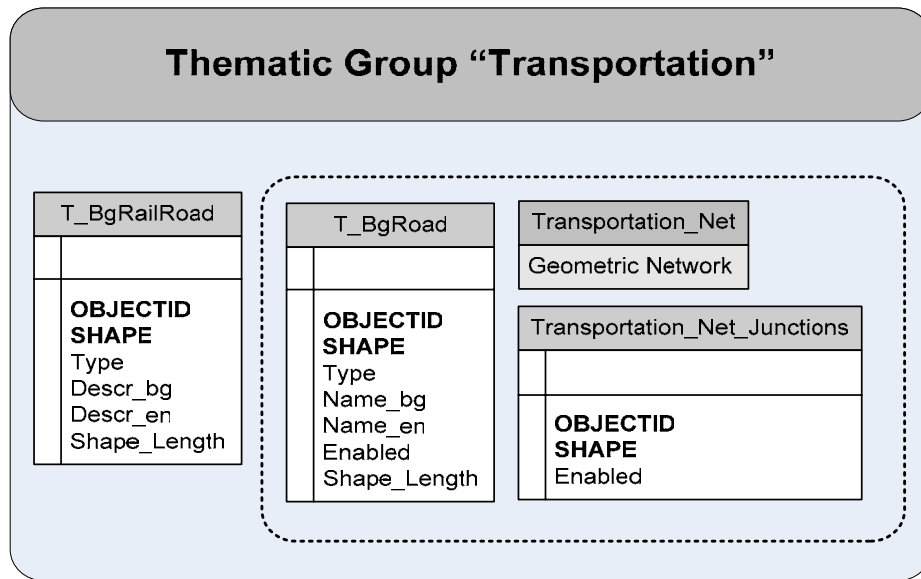 Thematic Group “Transportation”
T_BgRailRoad
OBJECTID
SHAPE
Type
Descr_bg
Descr_en
Shape_Length
T_BgRoad
OBJECTID
SHAPE
Type
Name_bg
Name_en
Enabled
Shape_Length
Transportation_Net
Geometric Network
Transportation_Net_Junctions
OBJECTID
SHAPE
Enabled